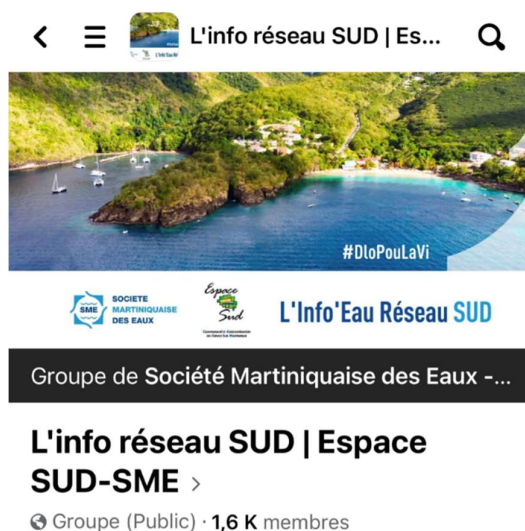 L'info réseau SUD | Es...
#DloPouLaVi
SME
SOCIETE
MARTINIQUAISE
DES EAUX
Espace
Sud
L'Info'Eau Réseau SUD
Groupe de Société Martiniquaise des Eaux -...
L'info réseau SUD | Espace
SUD-SME >
Groupe (Public) · 1,6 K membres